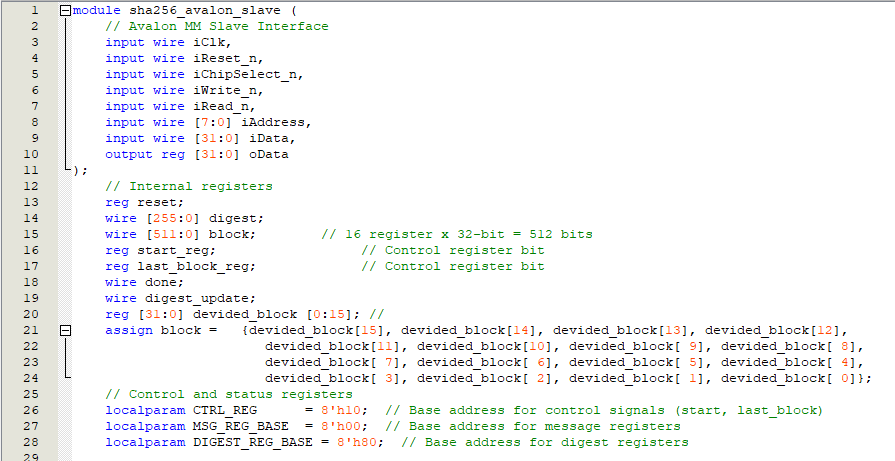 1 module sha256_avalon_slave (
2 // Avalon MM Slave Interface
3 input wire iClk,
4 input wire iReset_n,
5 input wire iChipSelect_n,
6 input wire iWrite_n,
7 input wire iRead_n,
8 input wire [7:0] iAddress,
9 input wire [31:0] iData,
10 output reg [31:0] oData
11 );
12 // Internal registers
13 reg reset;
14 wire [255:0] digest;
15 wire [511:0] block; // 16 register x 32-bit = 512 bits
16 reg start_reg; // Control register bit
17 reg last_block_reg; // Control register bit
18 wire done;
19 wire digest_update;
20 reg [31:0] devided_block [0:15]; //
21 assign block = {devided_block[15], devided_block[14], devided_block[13], devided_block[12],
22 devided_block[11], devided_block[10], devided_block[ 9], devided_block[ 8],
23 devided_block[ 7], devided_block[ 6], devided_block[ 5], devided_block[ 4],
24 devided_block[ 3], devided_block[ 2], devided_block[ 1], devided_block[ 0]};
25 // Control and status registers
26 localparam CTRL_REG = 8'h10; // Base address for control signals (start, last_block)
27 localparam MSG_REG_BASE = 8'h00; // Base address for message registers
28 localparam DIGEST_REG_BASE = 8'h80; // Base address for digest registers
29